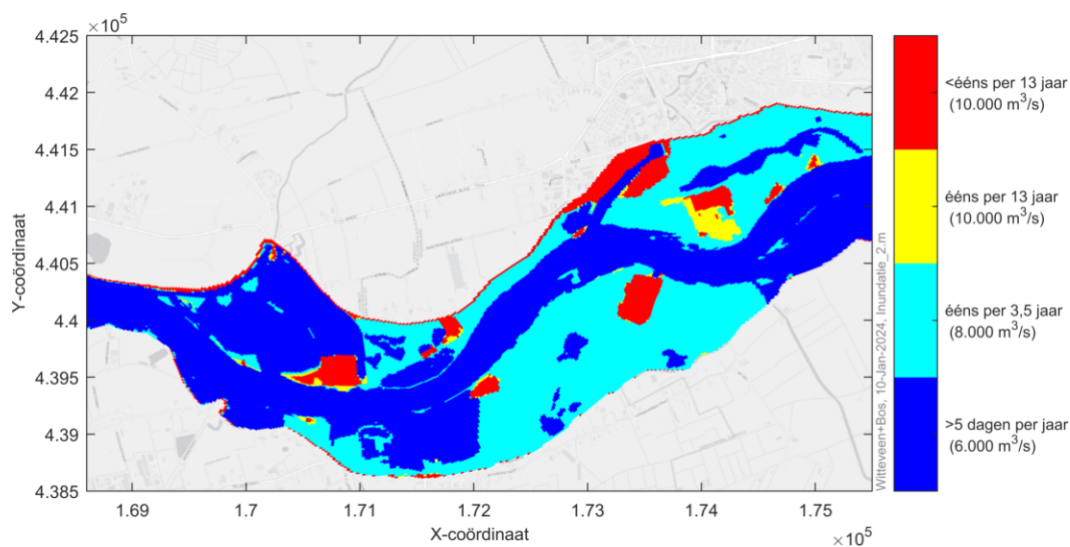 ×10⁵
4.425
4.42
4.415
4.41
4.405
4.4
4.395
4.39
4.385
Y-coördinaat
1.69
1.7
1.71
1.72
1.73
1.74
1.75
X-coördinaat
×10⁵
Witteveen+Bos, 10-Jan-2024, Inundatie_2.m
<ééns per 13 jaar
(10.000 m³/s)
ééns per 13 jaar
(10.000 m³/s)
ééns per 3,5 jaar
(8.000 m³/s)
>5 dagen per jaar
(6.000 m³/s)